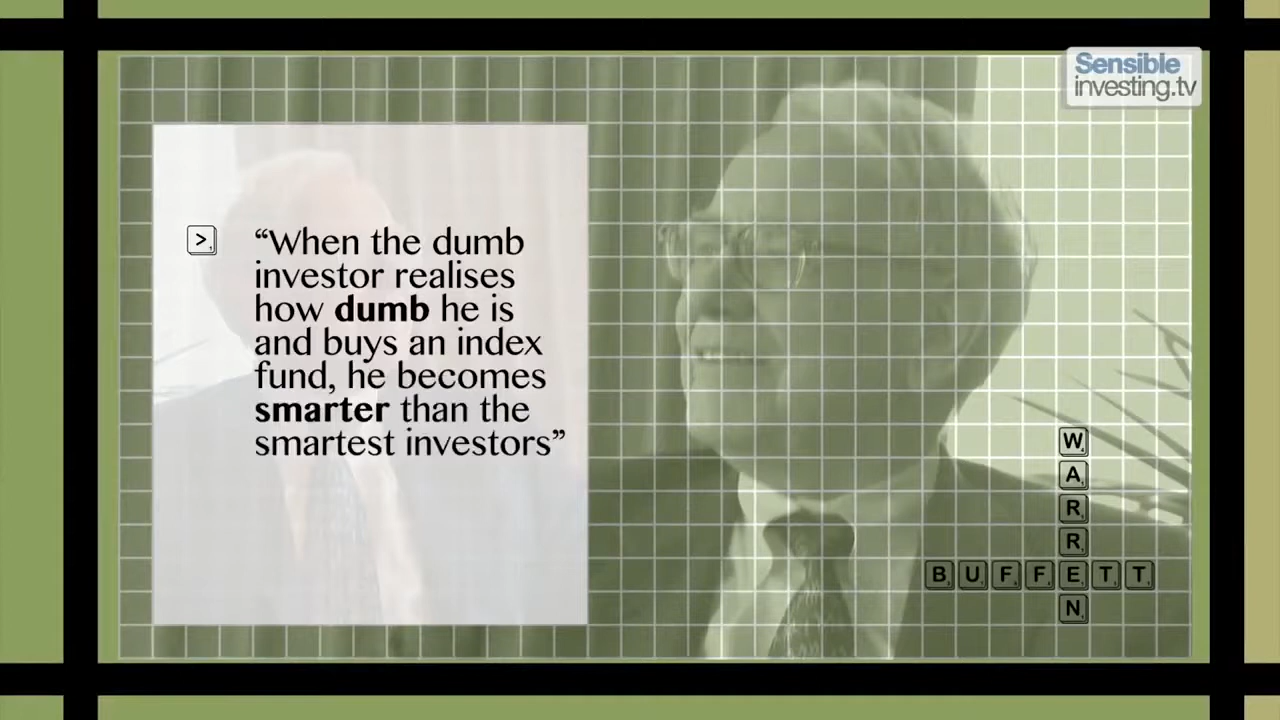 Sensible
investing.tv
>
“When the dumb
investor realises
how dumb he is
and buys an index
fund, he becomes
smarter than the
smartest investors”
WARREN
BUFFETT